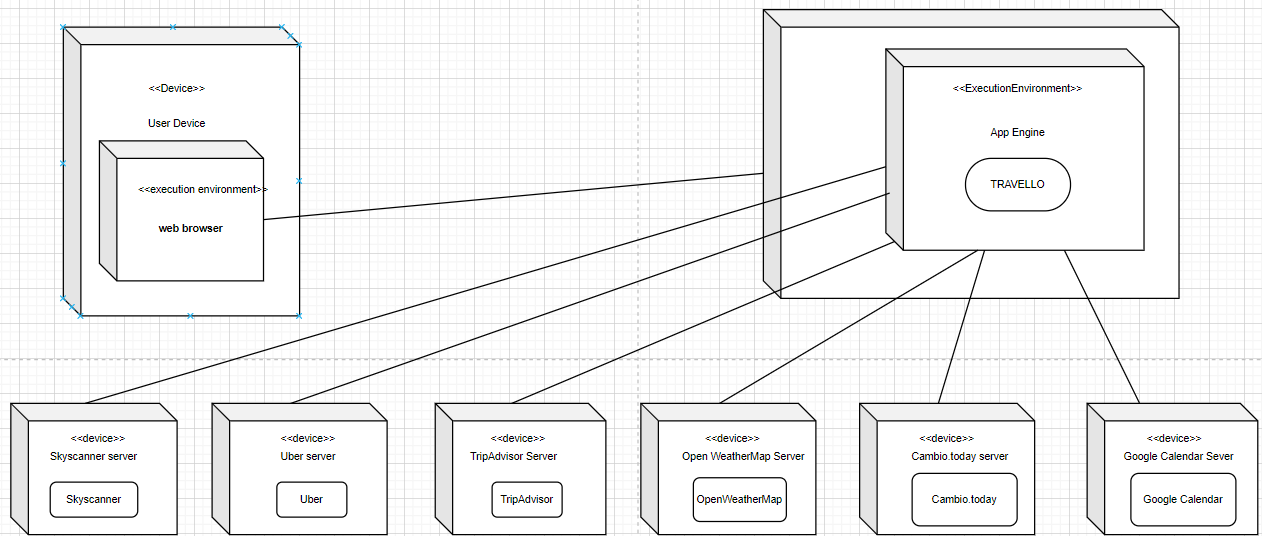 <<Device>>
User Device
<<execution environment>>
web browser
<<ExecutionEnvironment>>
App Engine
TRAVELLO
<<device>>
Skyscanner server
Skyscanner
<<device>>
Uber server
Uber
<<device>>
TripAdvisor Server
TripAdvisor
<<device>>
Open WeatherMap Server
OpenWeatherMap
<<device>>
Cambio.today server
Cambio.today
<<device>>
Google Calendar Sever
Google Calendar